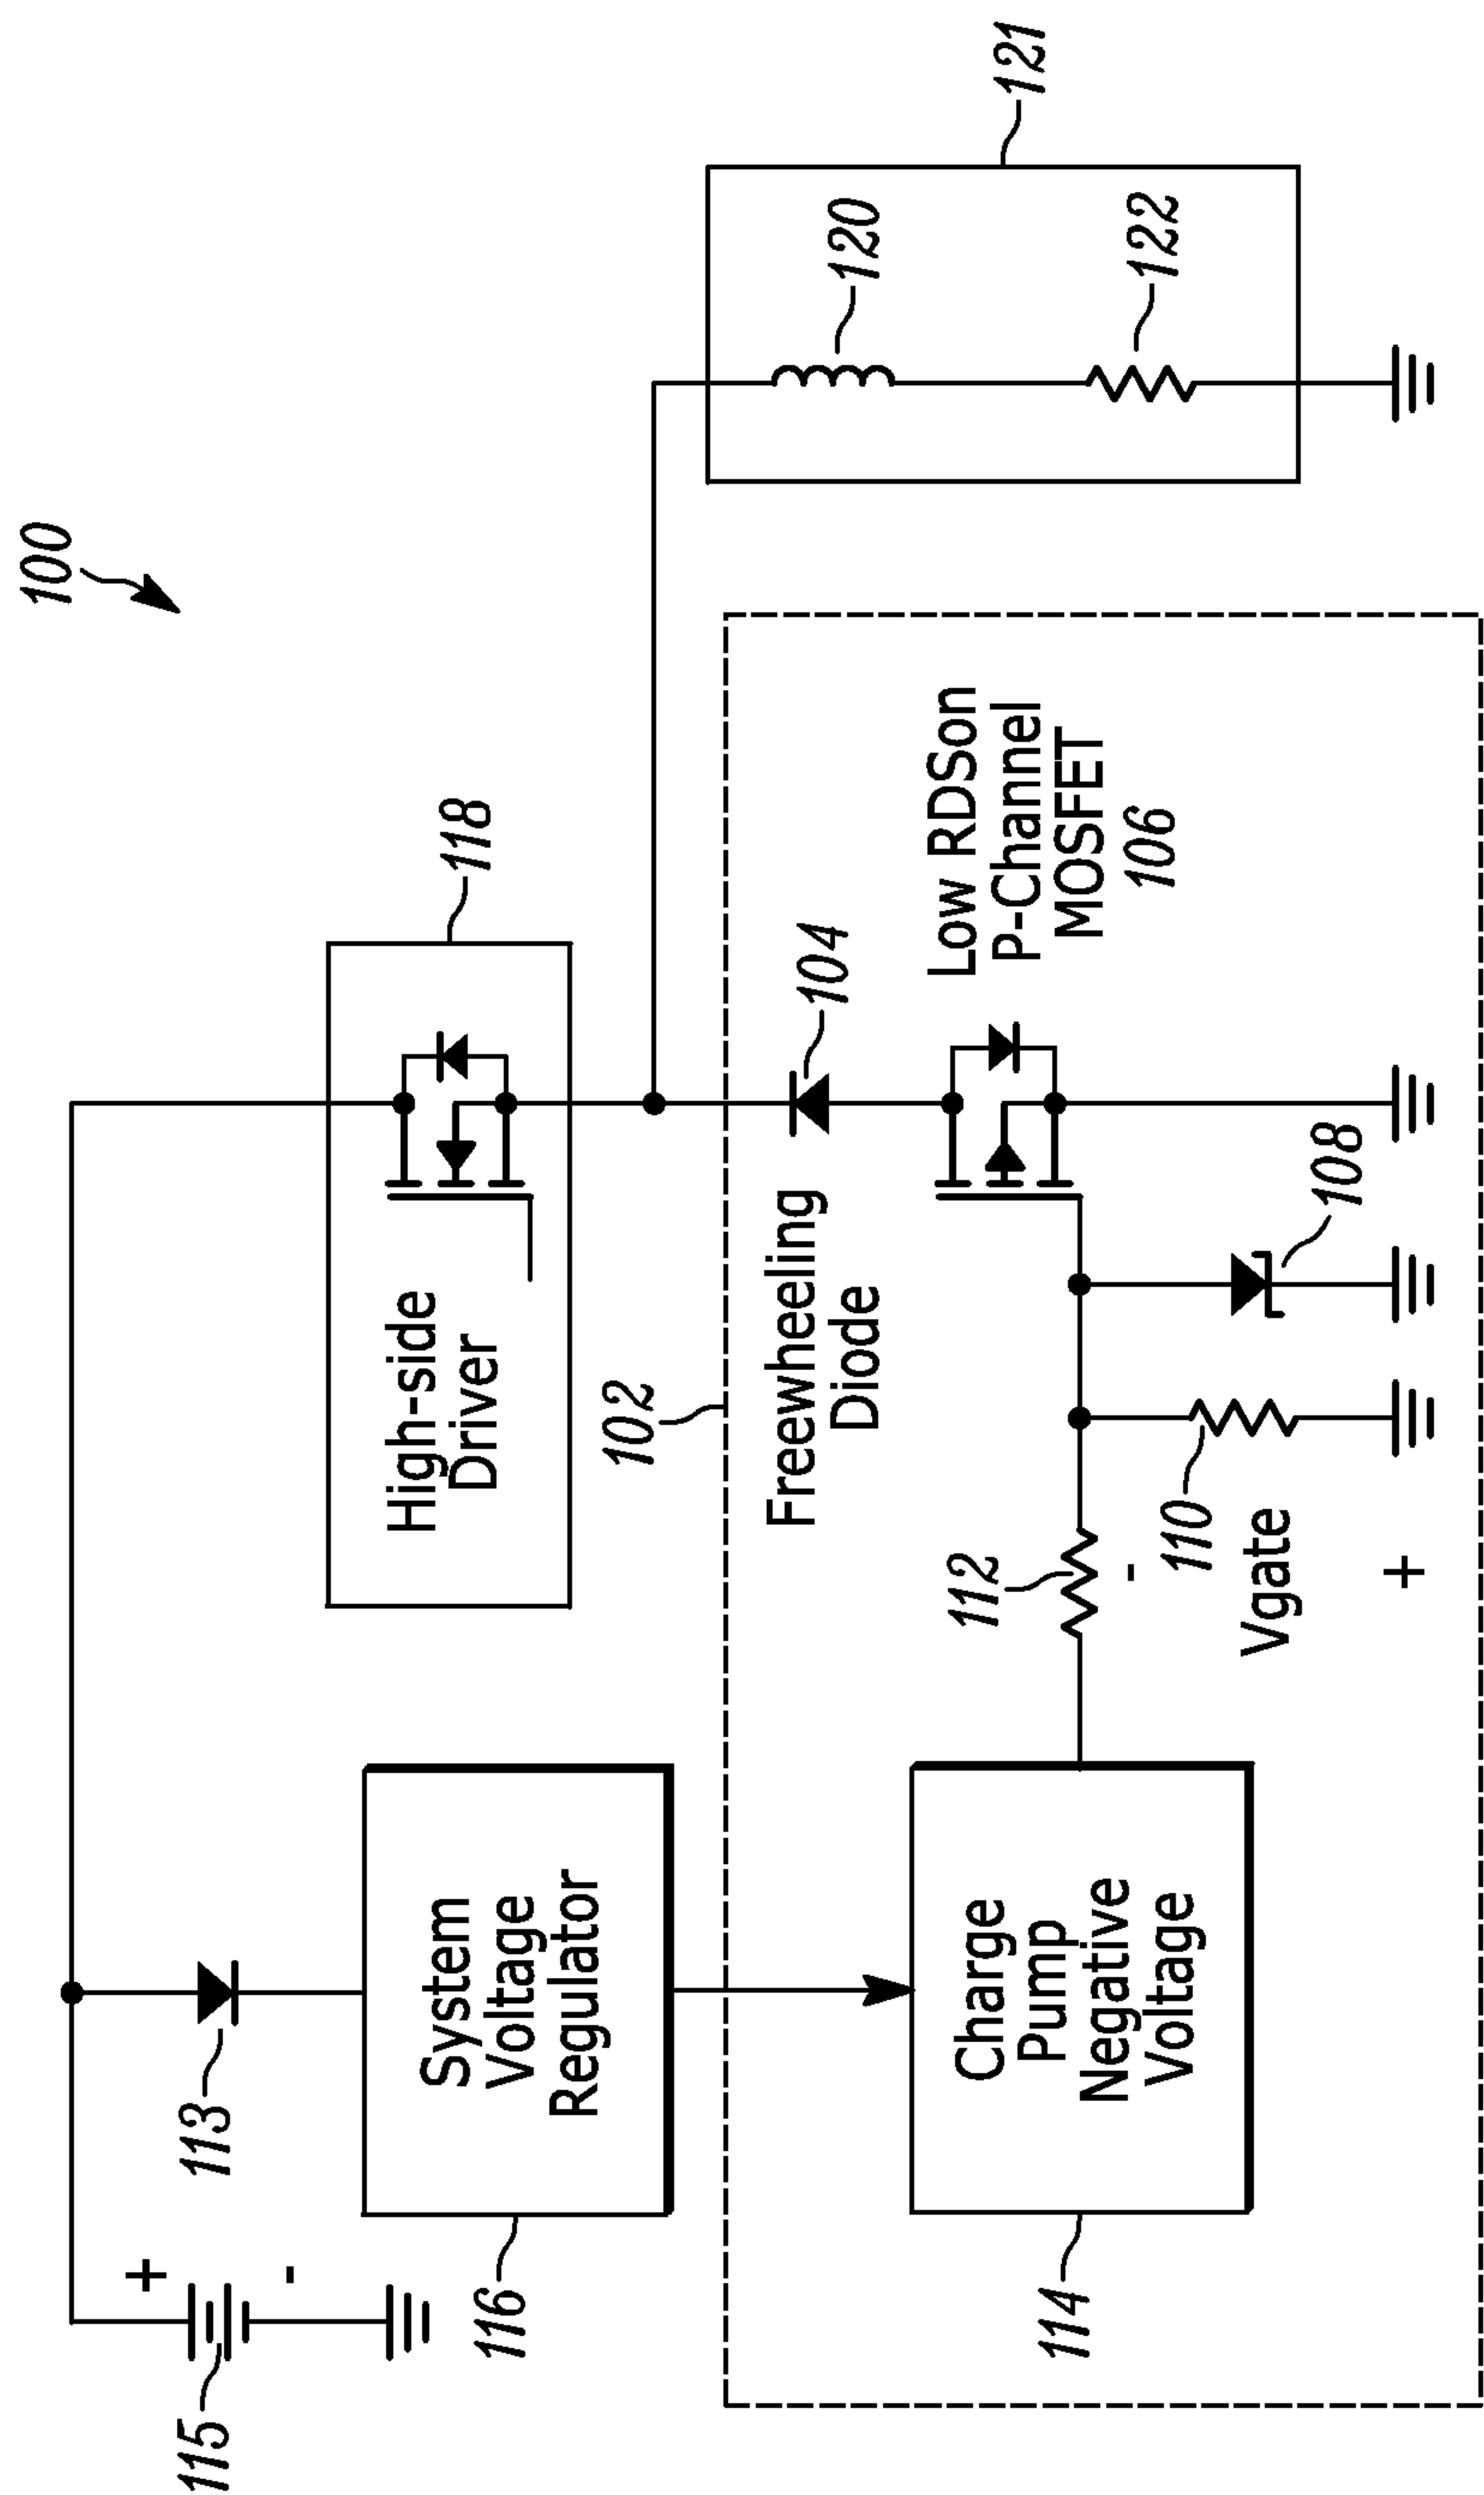 100
115
+
-
113
System
Voltage
Regulator
116
High-side
Driver
118
121
120
122
102
Freewheeling
Diode
104
Low RDSon
P-Channel
MOSFET
106
108
110
112
-
Vgate
+
Charge
Pump
Negative
Voltage
114